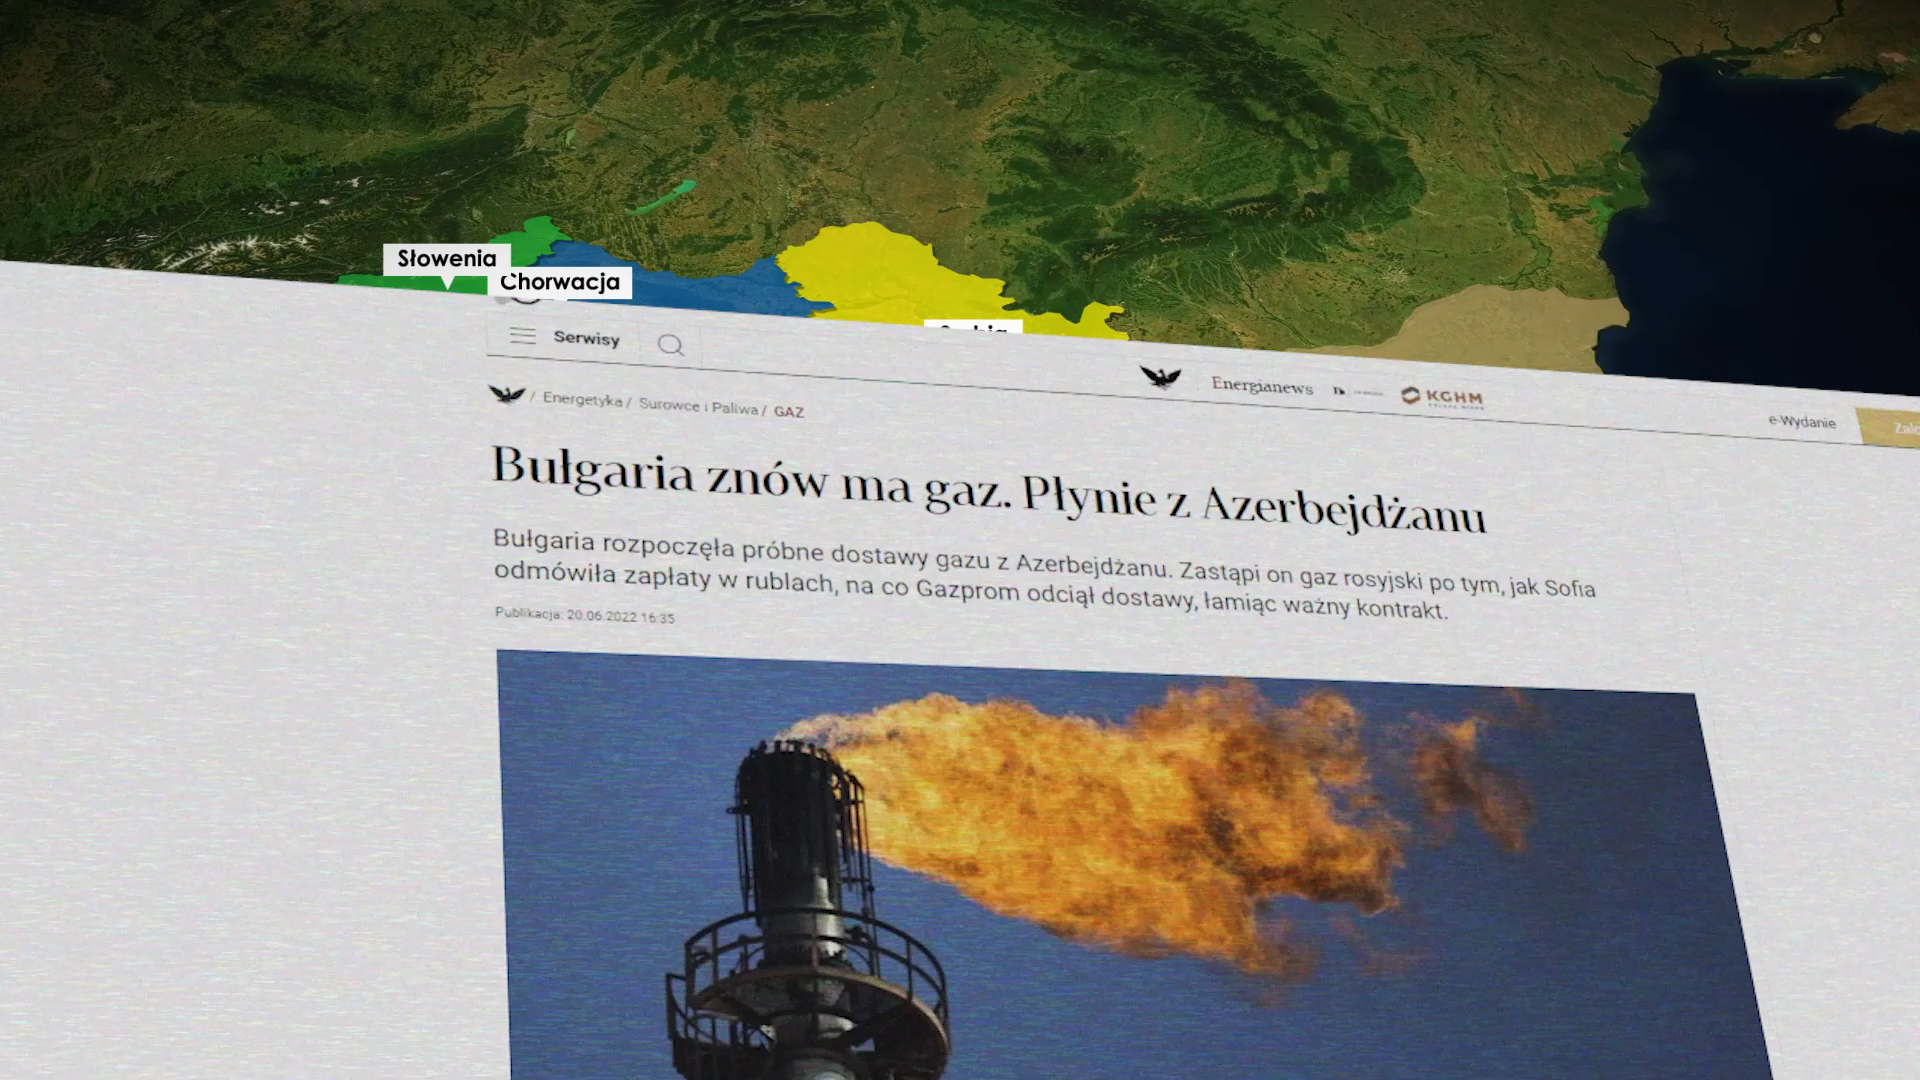 Słowenia
Chorwacja
Serwisy
Energianews
KGHM
e-Wydanie
/ Energetyka / Surowce i Paliwa / GAZ
Bułgaria znów ma gaz. Płynie z Azerbejdżanu
Bułgaria rozpoczęła próbne dostawy gazu z Azerbejdżanu. Zastąpi on gaz rosyjski po tym, jak Sofia
odmówiła zapłaty w rublach, na co Gazprom odciął dostawy, łamiąc ważny kontrakt.
Publikacja: 20.06.2022 16:35